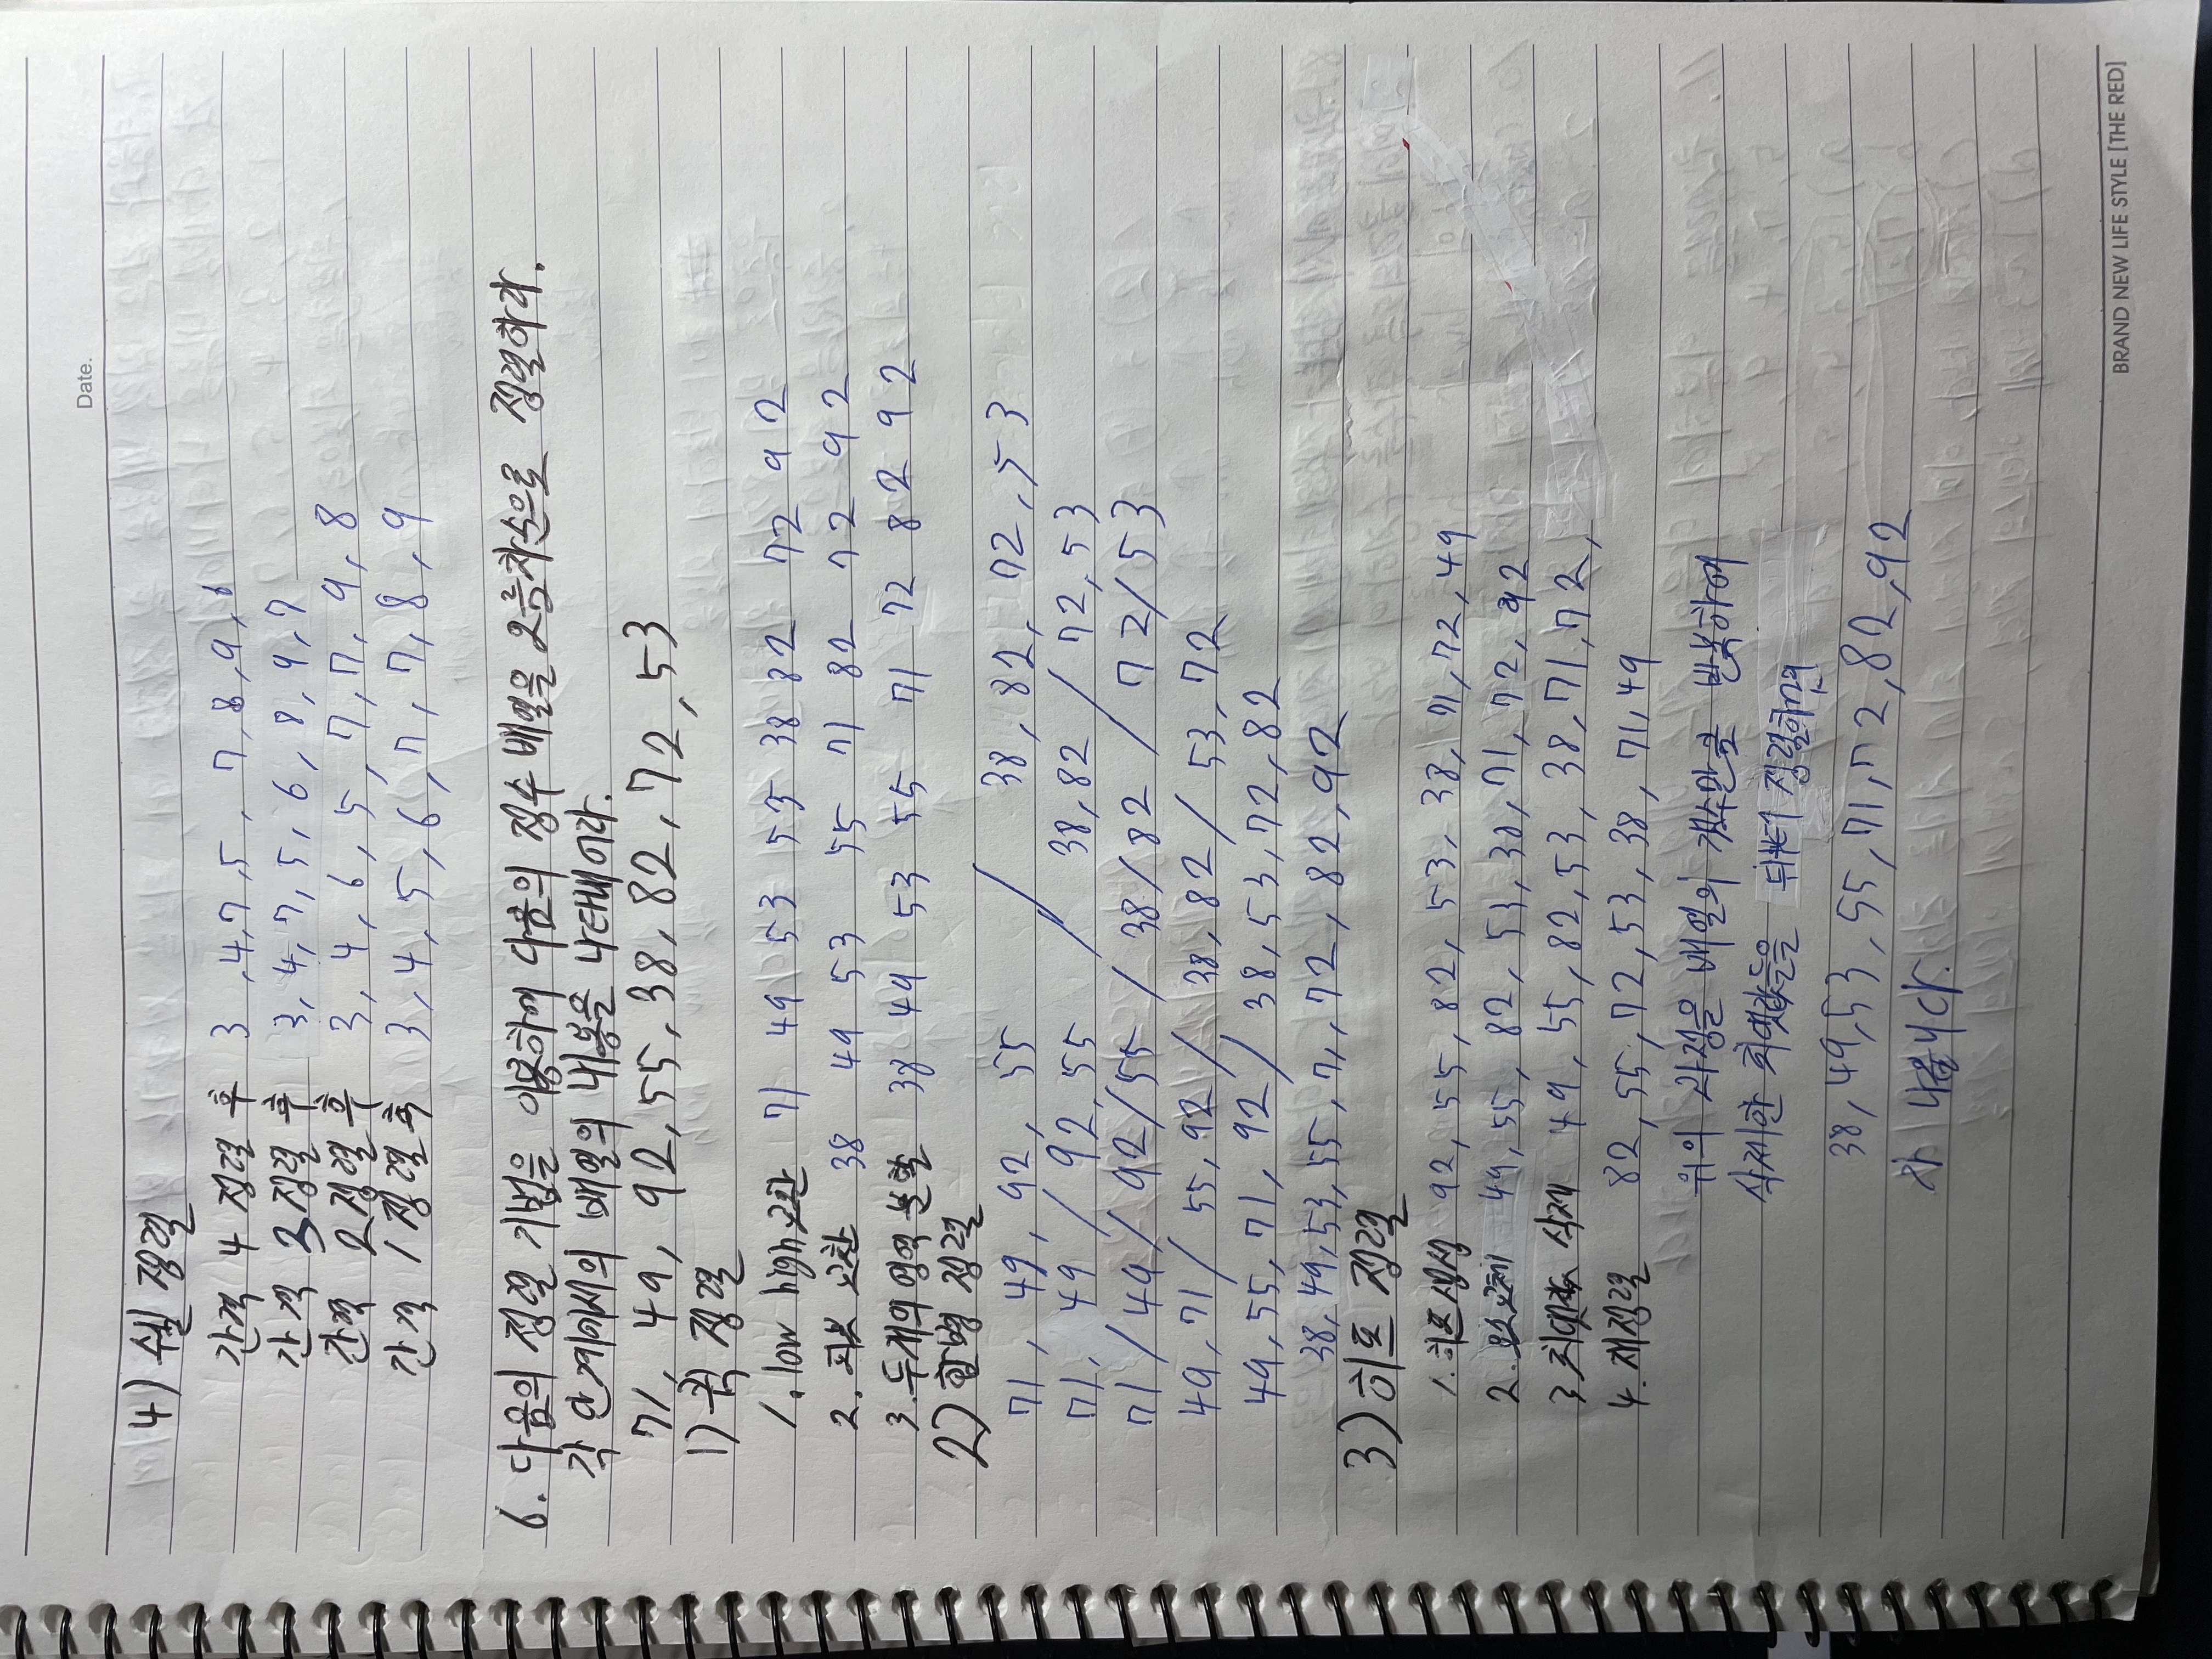 Date.
4) 쉘 정렬
간격 4 정렬 후 3 , 4, 7, 5, 7, 8, 9, 6
간격 3 정렬 후 3, 4, 7, 5, 6, 8, 9, 7
간격 2 정렬 후 3, 4, 6, 5, 7, 7, 9, 8
간격 1 정렬 후 3, 4, 5, 6, 7, 7, 8, 9
6. 다음의 정렬 기법을 이용하여 다음의 정수 배열을 오름차순으로 정렬하라.
각 단계에서의 배열의 내용을 나타내어라.
71, 49, 92, 55, 38, 82, 72, 53
1) 퀵 정렬
1. low high 교환 71 49 53 55 38 82 72 92
2. 피봇 교환 38 49 53 55 71 82 72 92
3. 두개의 영역 분할 38 49 53 55 71 72 82 92
2) 합병 정렬
71, 49, 92, 55 / 38, 82, 72, 53
71, 49 / 92, 55 / 38, 82 / 72, 53
71 / 49 / 92 / 55 / 38 / 82 / 72 / 53
49, 71 / 55, 92 / 38, 82 / 53, 72
49, 55, 71, 92 / 38, 53, 72, 82
38, 49, 53, 55, 71, 72, 82, 92
3) 히프 정렬
1. 히프 생성 92, 55, 82, 53, 38, 71, 72, 49
2. 요소교체 49, 55, 82, 53, 38, 71, 72, 92
3. 최댓값 삭제 49, 55, 82, 53, 38, 71, 72,
4. 재정렬 82, 55, 72, 53, 38, 71, 49
위의 과정을 배열의 갯수만큼 반복하여
삭제한 최댓값들을 뒤부터 정렬하면
38, 49, 53, 55, 71, 72, 82, 92
가 나옵니다.
BRAND NEW LIFE STYLE [THE RED]